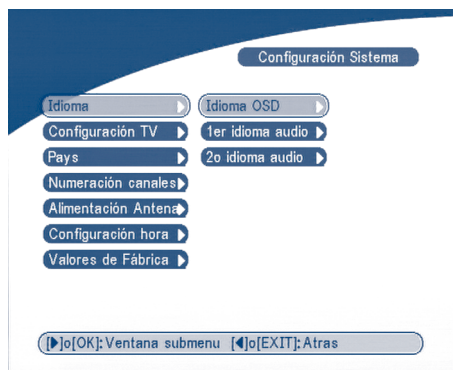 Configuración Sistema
Idioma
Idioma OSD
Configuración TV
1er idioma audio
Pays
2o idioma audio
Numeración canales
Alimentación Antena
Configuración hora
Valores de Fábrica
[▶]o[OK]:Ventana submenu [◀]o[EXIT]:Atras